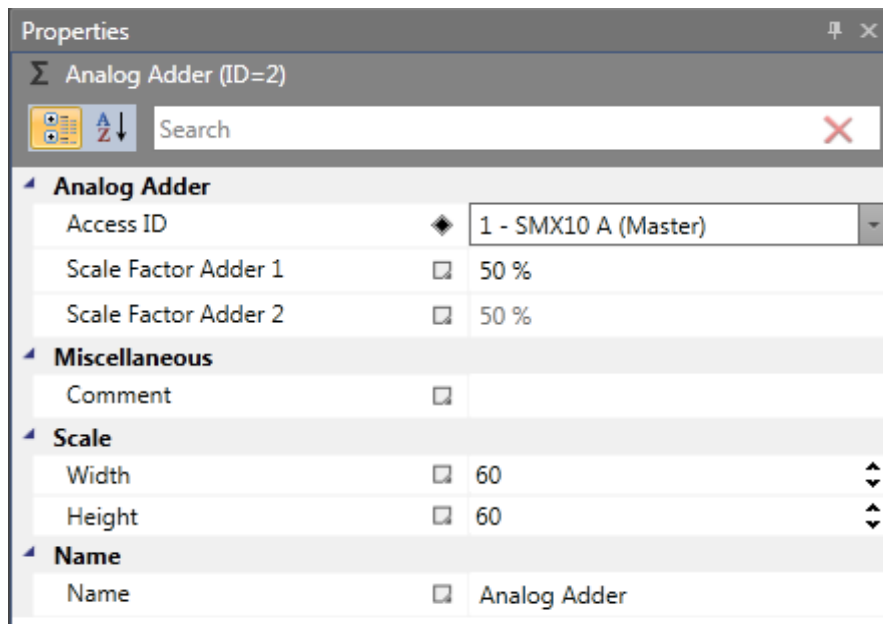 Properties
Σ Analog Adder (ID=2)
A Z Search
Analog Adder
Access ID 1 - SMX10 A (Master)
Scale Factor Adder 1 50 %
Scale Factor Adder 2 50 %
Miscellaneous
Comment
Scale
Width 60
Height 60
Name
Name Analog Adder